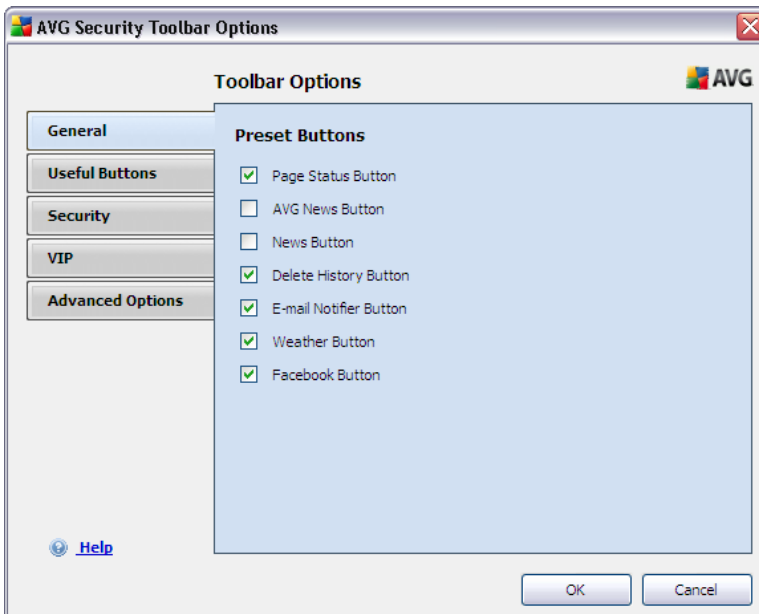 AVG Security Toolbar Options
Toolbar Options
AVG
General
Useful Buttons
Security
VIP
Advanced Options
Preset Buttons
Page Status Button
AVG News Button
News Button
Delete History Button
E-mail Notifier Button
Weather Button
Facebook Button
Help
OK
Cancel